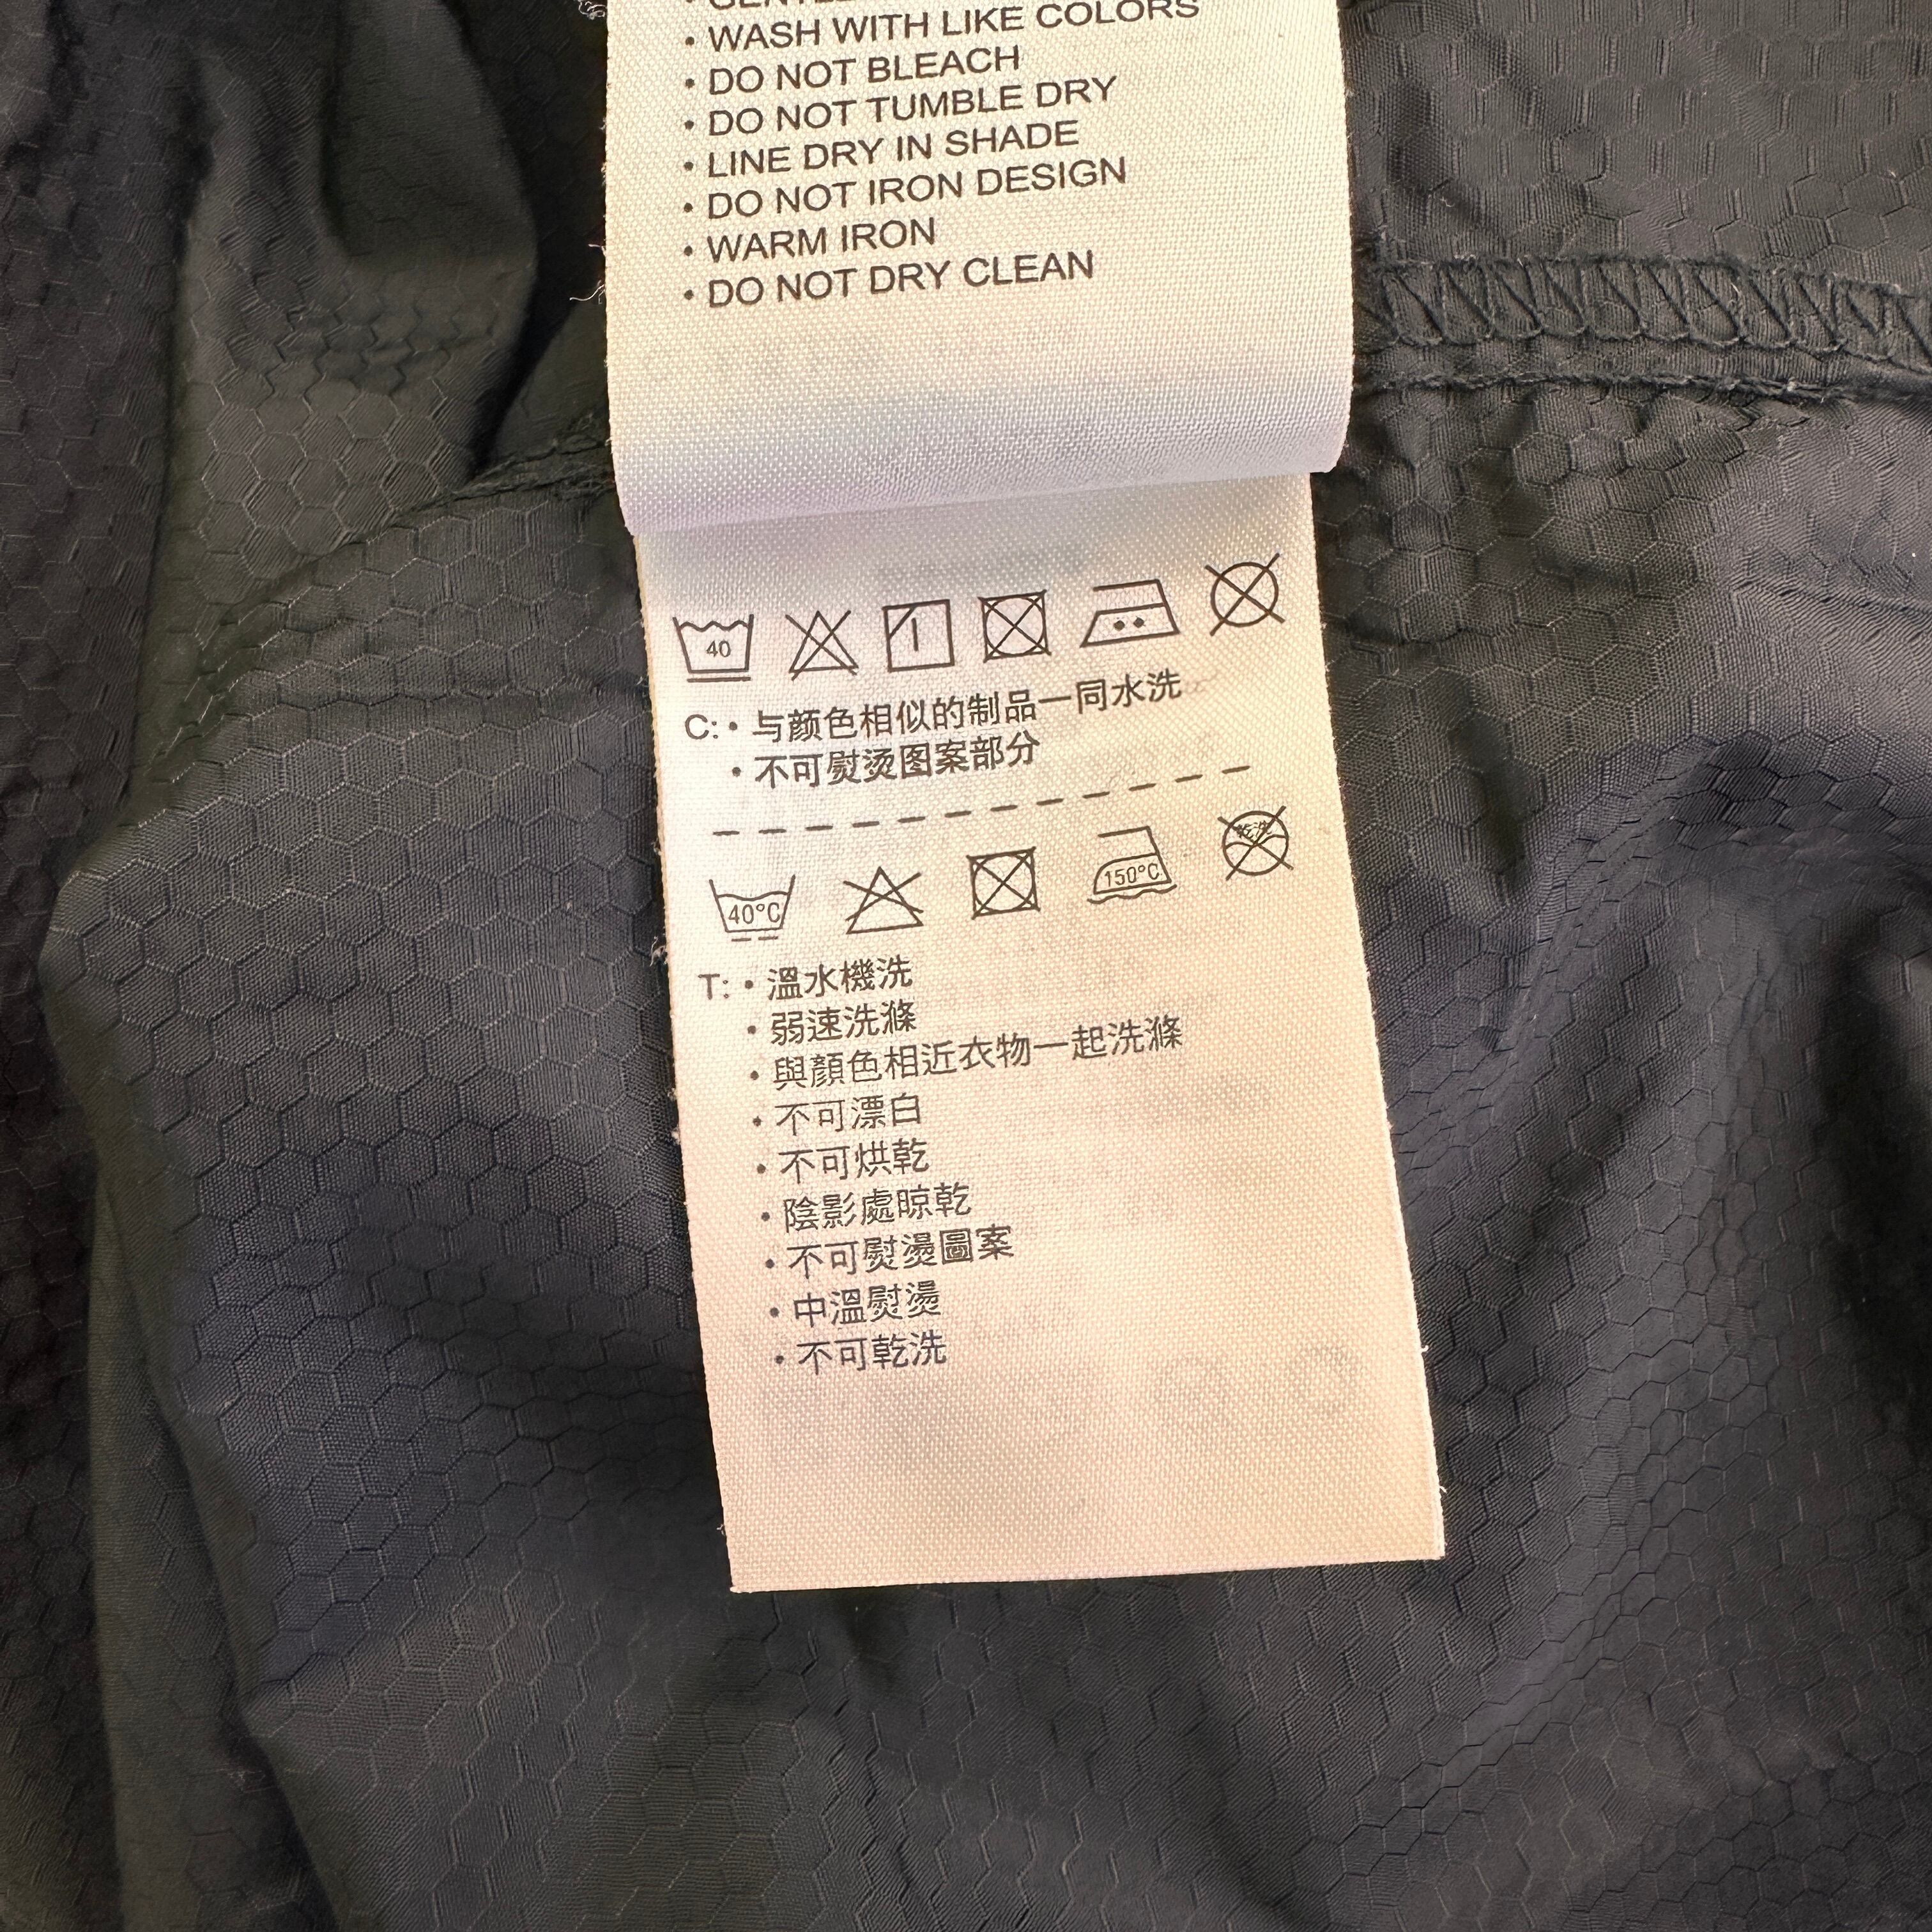 • WASH WITH LIKE COLORS
• DO NOT BLEACH
• DO NOT TUMBLE DRY
• LINE DRY IN SHADE
• DO NOT IRON DESIGN
• WARM IRON
• DO NOT DRY CLEAN
40
C: • 与颜色相似的制品一同水洗
• 不可熨烫图案部分
40°C 150°C 乾洗
T: • 溫水機洗
• 弱速洗滌
• 與顏色相近衣物一起洗滌
• 不可漂白
• 不可烘乾
• 陰影處晾乾
• 不可熨燙圖案
• 中溫熨燙
• 不可乾洗